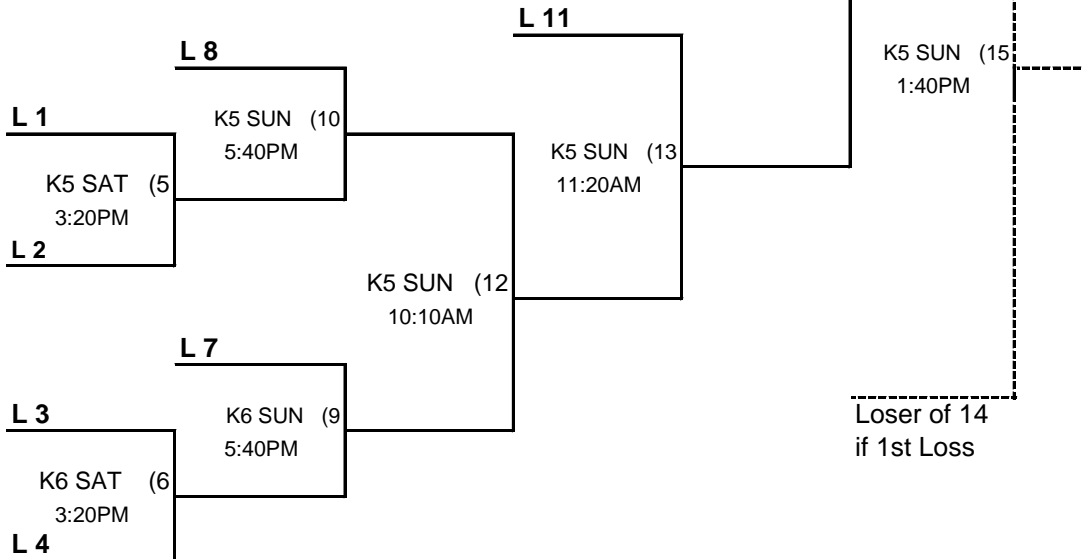 L 11
L 8
K5 SUN (15
1:40PM
L 1
K5 SUN (10
5:40PM
K5 SUN (13
11:20AM
K5 SAT (5
3:20PM
L 2
K5 SUN (12
10:10AM
L 7
L 3
K6 SUN (9
5:40PM
Loser of 14
if 1st Loss
K6 SAT (6
3:20PM
L 4